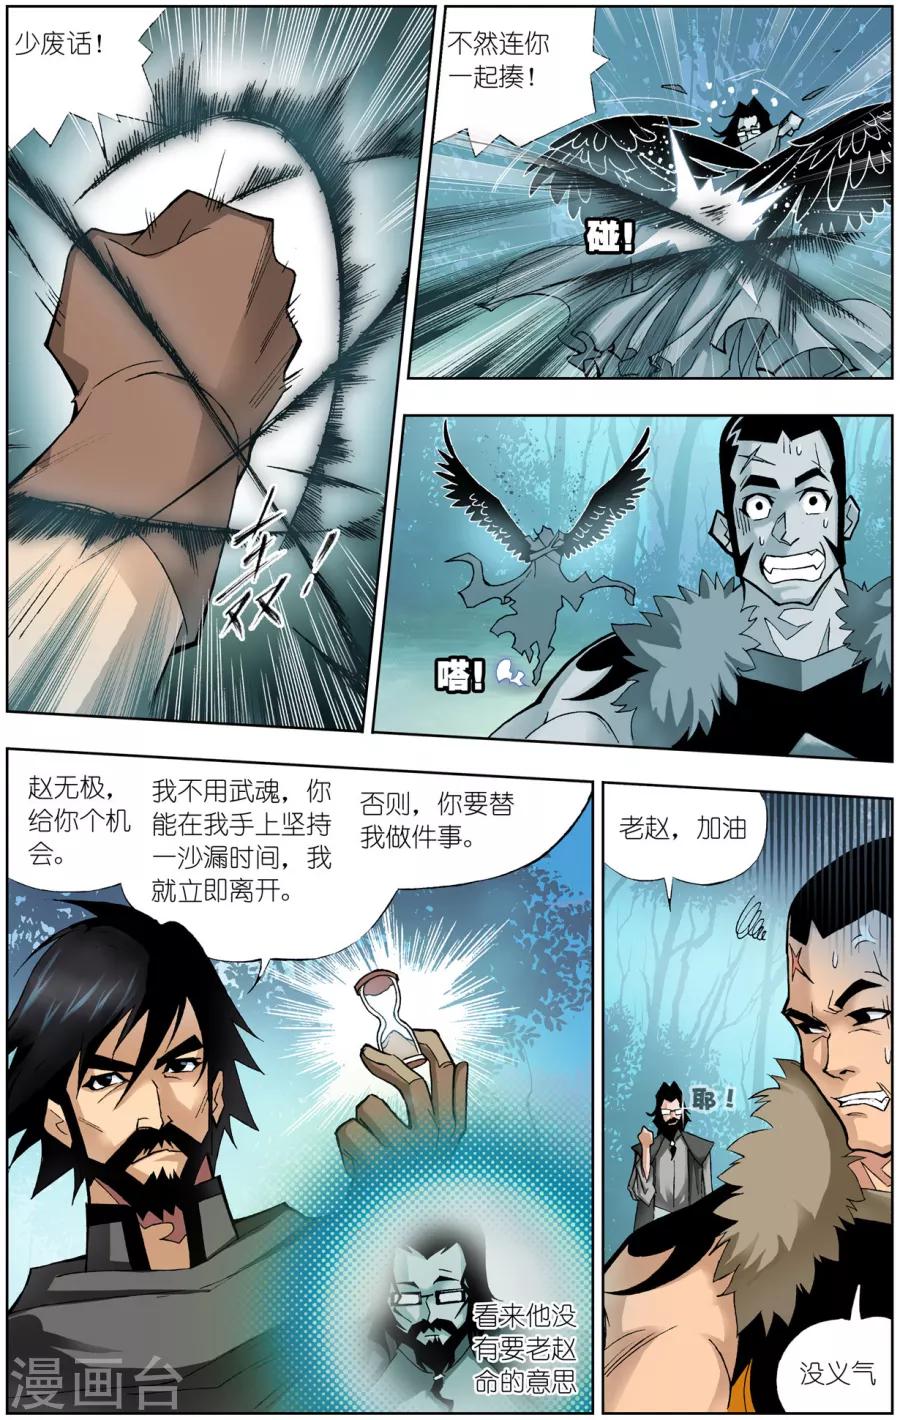 少废话！
轰！
不然连你
一起揍！
碰！
嗒！
赵无极，
给你个机
会。
我不用武魂，你
能在我手上坚持
一沙漏时间，我
就立即离开。
否则，你要替
我做件事。
看来他没
有要老赵
命的意思
老赵，加油
耶！
没义气
漫画台